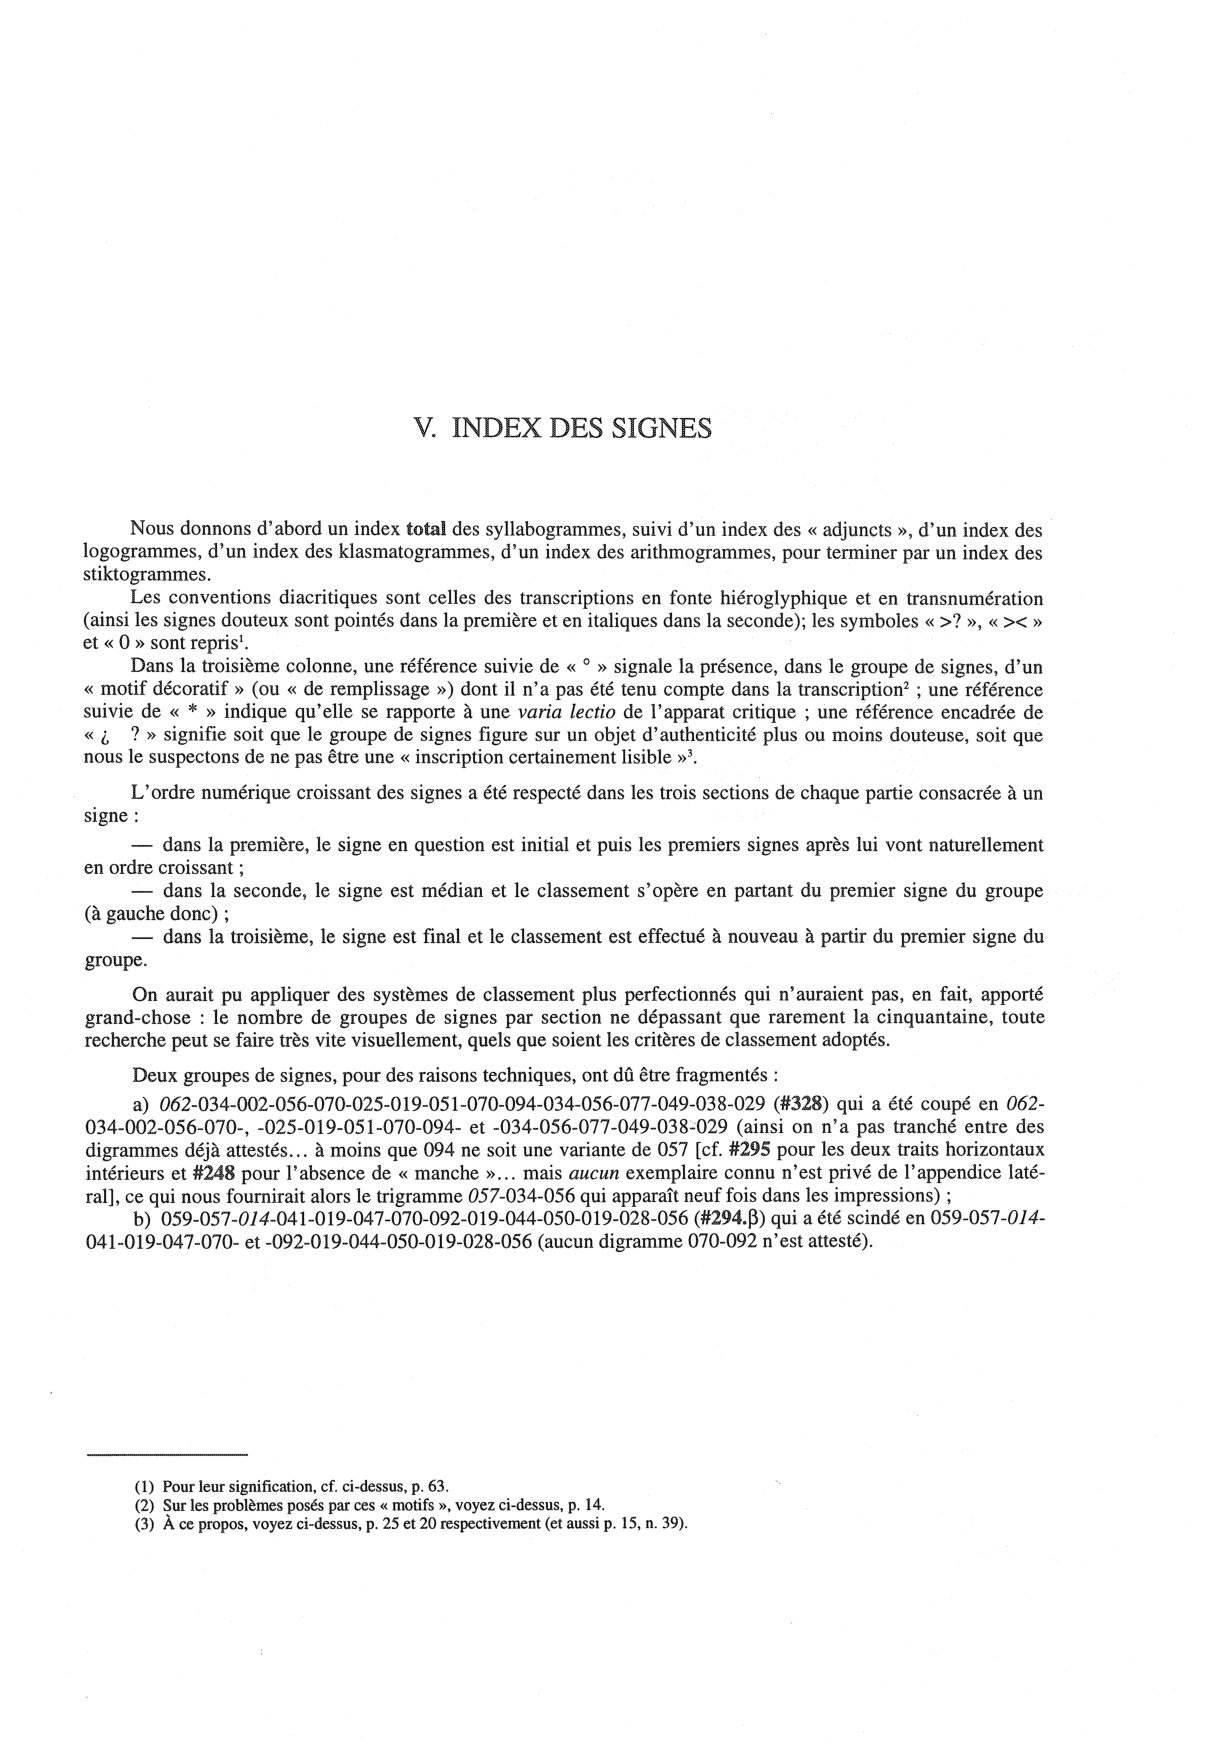 V. INDEX DES SIGNES
Nous donnons d'abord un index total des syllabogrammes, suivi d'un index des « adjuncts », d'un index des
logogrammes, d'un index des klasmatogrammes, d'un index des arithmogrammes, pour terminer par un index des
stiktogrammes.
Les conventions diacritiques sont celles des transcriptions en fonte hiéroglyphique et en transnumération
(ainsi les signes douteux sont pointés dans la première et en italiques dans la seconde); les symboles « >? », « >< »
et « 0 » sont repris¹.
Dans la troisième colonne, une référence suivie de « ° » signale la présence, dans le groupe de signes, d'un
« motif décoratif » (ou « de remplissage ») dont il n'a pas été tenu compte dans la transcription² ; une référence
suivie de « * » indique qu'elle se rapporte à une varia lectio de l'apparat critique ; une référence encadrée de
« ¿ ? » signifie soit que le groupe de signes figure sur un objet d'authenticité plus ou moins douteuse, soit que
nous le suspectons de ne pas être une « inscription certainement lisible »³.
L'ordre numérique croissant des signes a été respecté dans les trois sections de chaque partie consacrée à un
signe :
— dans la première, le signe en question est initial et puis les premiers signes après lui vont naturellement
en ordre croissant ;
— dans la seconde, le signe est médian et le classement s'opère en partant du premier signe du groupe
(à gauche donc) ;
— dans la troisième, le signe est final et le classement est effectué à nouveau à partir du premier signe du
groupe.
On aurait pu appliquer des systèmes de classement plus perfectionnés qui n'auraient pas, en fait, apporté
grand-chose : le nombre de groupes de signes par section ne dépassant que rarement la cinquantaine, toute
recherche peut se faire très vite visuellement, quels que soient les critères de classement adoptés.
Deux groupes de signes, pour des raisons techniques, ont dû être fragmentés :
a) 062-034-002-056-070-025-019-051-070-094-034-056-077-049-038-029 (#328) qui a été coupé en 062-
034-002-056-070-, -025-019-051-070-094- et -034-056-077-049-038-029 (ainsi on n'a pas tranché entre des
digrammes déjà attestés... à moins que 094 ne soit une variante de 057 [cf. #295 pour les deux traits horizontaux
intérieurs et #248 pour l'absence de « manche »... mais aucun exemplaire connu n'est privé de l'appendice laté-
ral], ce qui nous fournirait alors le trigramme 057-034-056 qui apparaît neuf fois dans les impressions) ;
b) 059-057-014-041-019-047-070-092-019-044-050-019-028-056 (#294.β) qui a été scindé en 059-057-014-
041-019-047-070- et -092-019-044-050-019-028-056 (aucun digramme 070-092 n'est attesté).
(1) Pour leur signification, cf. ci-dessus, p. 63.
(2) Sur les problèmes posés par ces « motifs », voyez ci-dessus, p. 14.
(3) À ce propos, voyez ci-dessus, p. 25 et 20 respectivement (et aussi p. 15, n. 39).